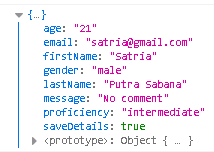 {…}
age: "21"
email: "satria@gmail.com"
firstName: "Satria"
gender: "male"
lastName: "Putra Sabana"
message: "No comment"
proficiency: "intermediate"
saveDetails: true
<prototype>: Object { … }